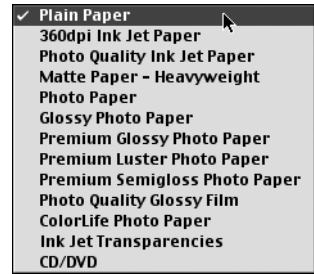 ✓ Plain Paper
360dpi Ink Jet Paper
Photo Quality Ink Jet Paper
Matte Paper - Heavyweight
Photo Paper
Glossy Photo Paper
Premium Glossy Photo Paper
Premium Luster Photo Paper
Premium Semigloss Photo Paper
Photo Quality Glossy Film
ColorLife Photo Paper
Ink Jet Transparencies
CD/DVD